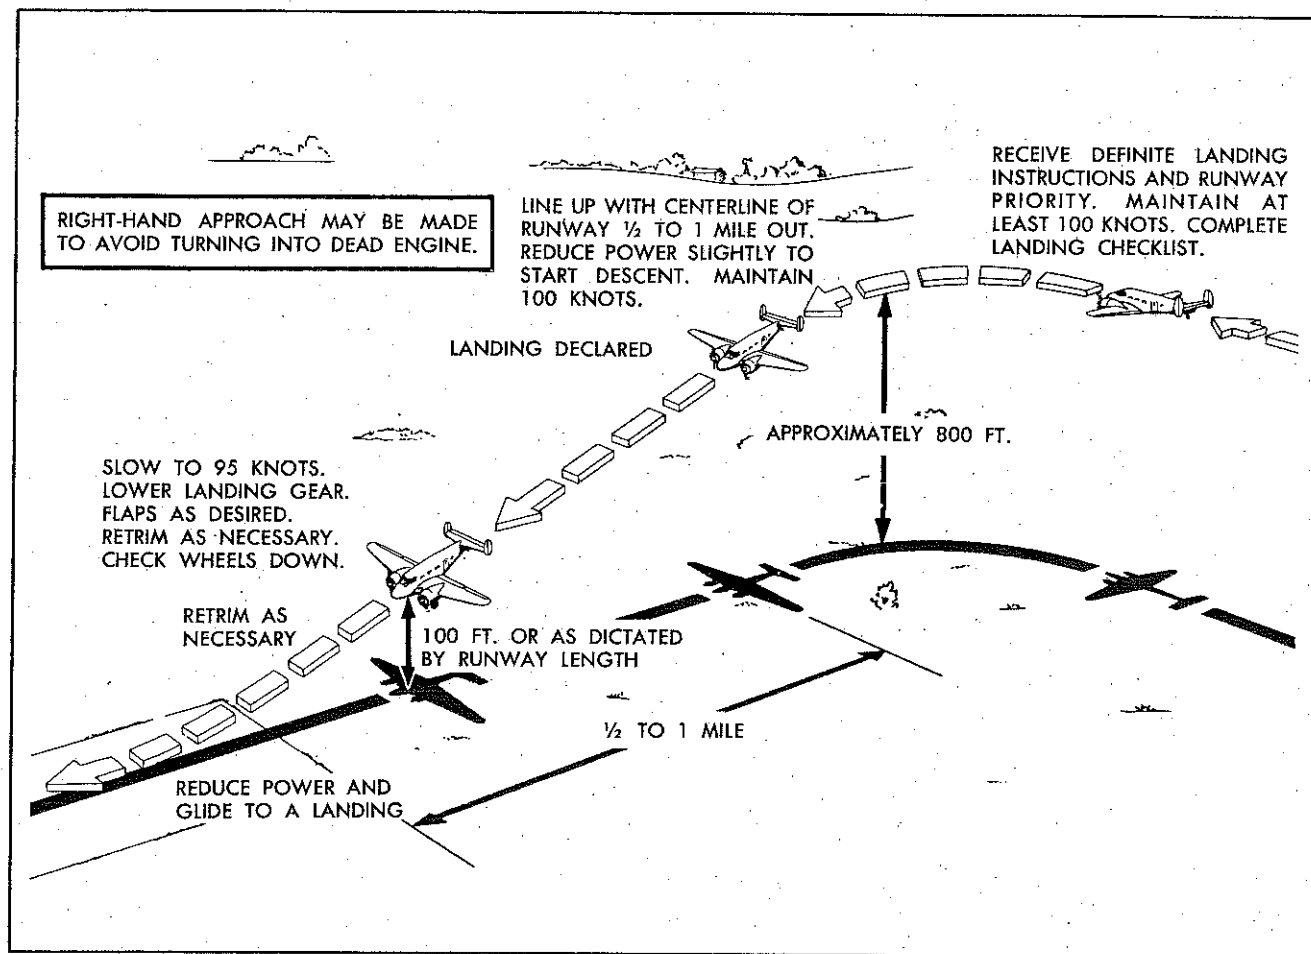 RIGHT-HAND APPROACH MAY BE MADE
TO AVOID TURNING INTO DEAD ENGINE.
LINE UP WITH CENTERLINE OF
RUNWAY ½ TO 1 MILE OUT.
REDUCE POWER SLIGHTLY TO
START DESCENT. MAINTAIN
100 KNOTS.
RECEIVE DEFINITE LANDING
INSTRUCTIONS AND RUNWAY
PRIORITY. MAINTAIN AT
LEAST 100 KNOTS. COMPLETE
LANDING CHECKLIST.
LANDING DECLARED
APPROXIMATELY 800 FT.
SLOW TO 95 KNOTS.
LOWER LANDING GEAR.
FLAPS AS DESIRED.
RETRIM AS NECESSARY.
CHECK WHEELS DOWN.
RETRIM AS
NECESSARY
100 FT. OR AS DICTATED
BY RUNWAY LENGTH
½ TO 1 MILE
REDUCE POWER AND
GLIDE TO A LANDING